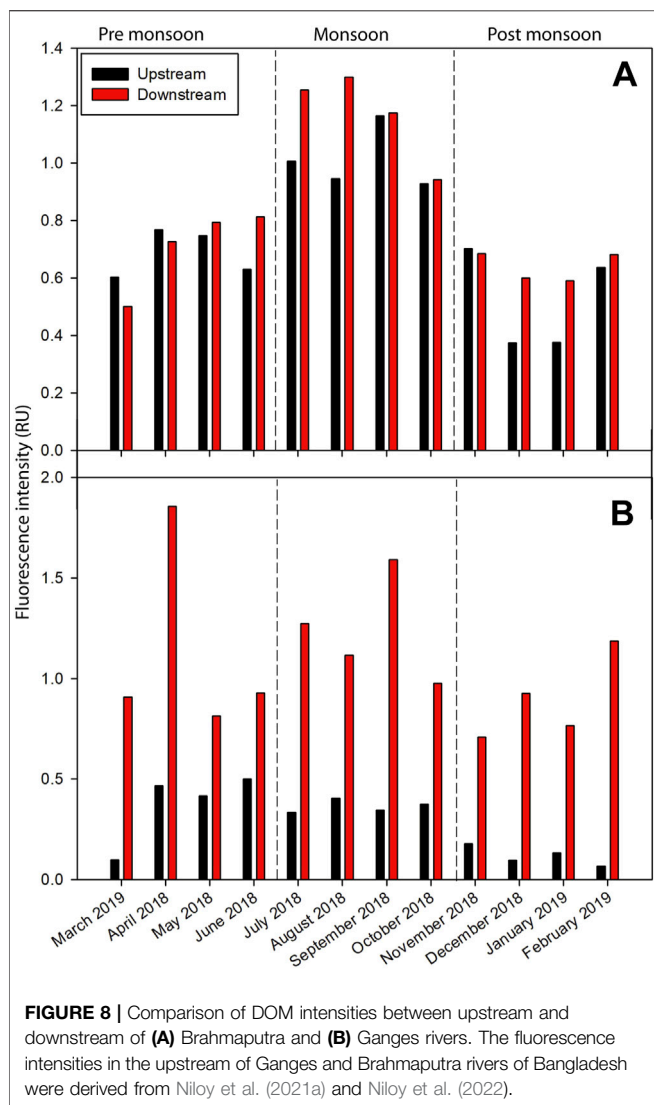 Pre monsoon Monsoon Post monsoon
1.4
Upstream
Downstream
A
1.2
1.0
0.8
0.6
0.4
0.2
0.0
Fluorescence intensity (RU)
2.0
B
1.5
1.0
0.5
0.0
March 2019
April 2018
May 2018
June 2018
July 2018
August 2018
September 2018
October 2018
November 2018
December 2018
January 2019
February 2019
FIGURE 8 | Comparison of DOM intensities between upstream and
downstream of (A) Brahmaputra and (B) Ganges rivers. The fluorescence
intensities in the upstream of Ganges and Brahmaputra rivers of Bangladesh
were derived from Niloy et al. (2021a) and Niloy et al. (2022).